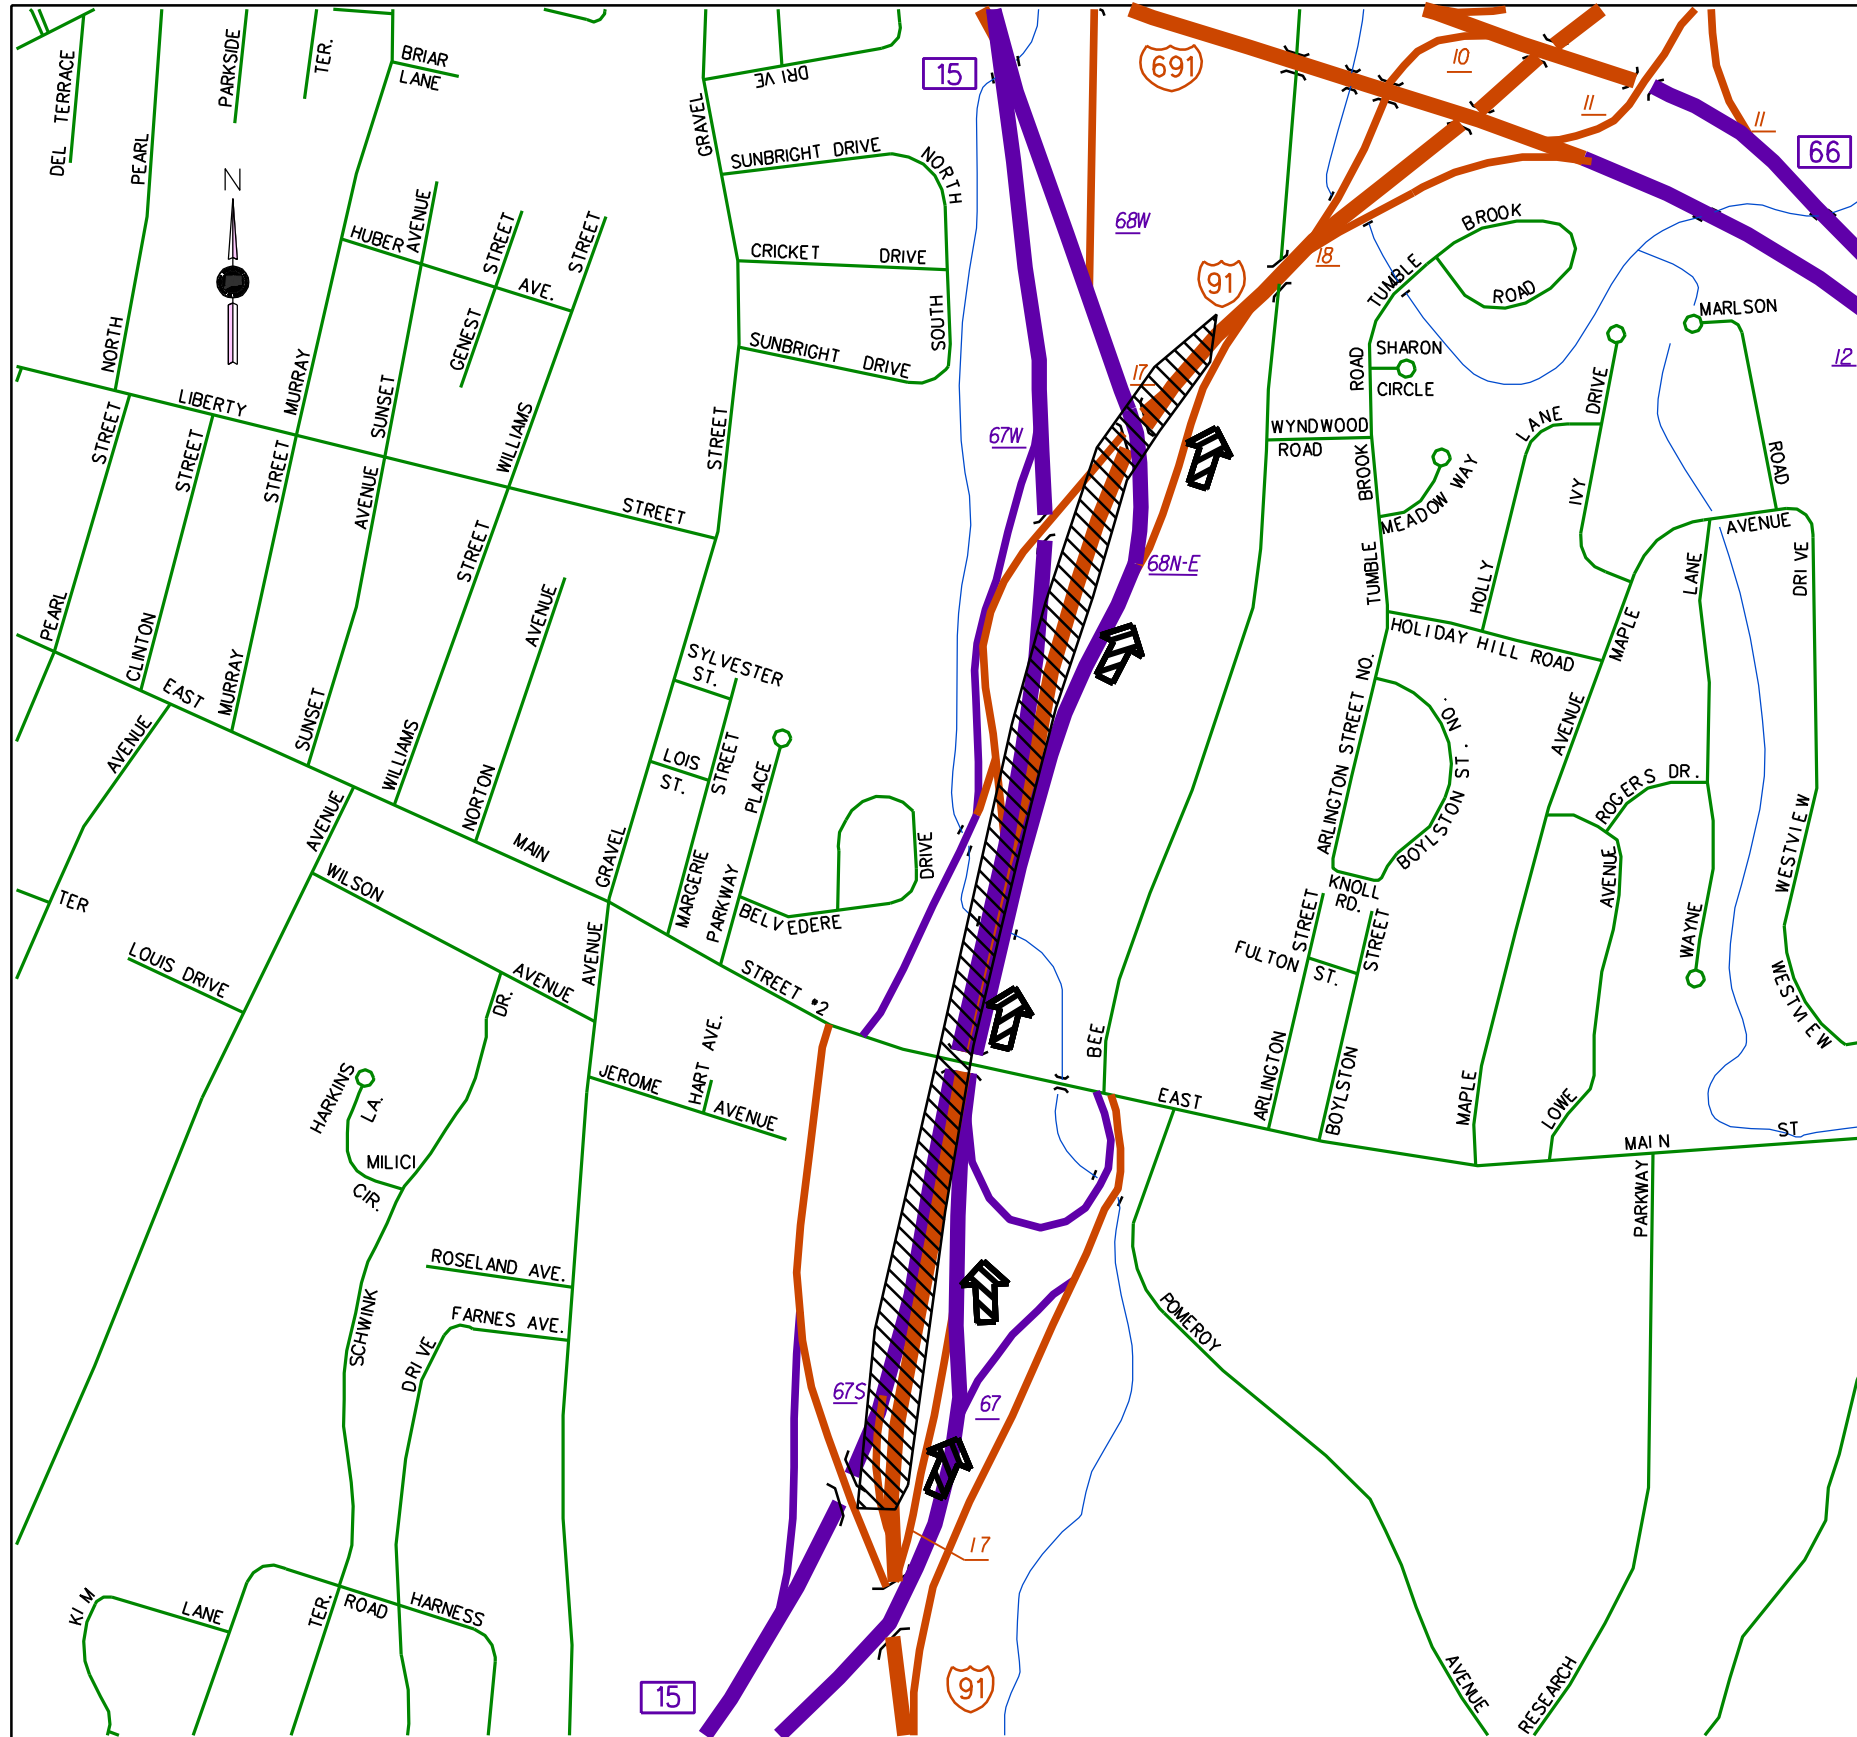 DEL TERRACE
PEARL
PARKSIDE
TER.
BRIAR
LANE
GRAVEL
DRIVE
15
691
10
11
11
66
SUNBRIGHT DRIVE
NORTH
N
HUBER
AVENUE
STREET
STREET
AVE.
GENEST
CRICKET DRIVE
SOUTH
SUNBRIGHT DRIVE
68W
91
18
TUMBLE
BROOK
ROAD
MARLSON
12
NORTH
LIBERTY
MURRAY
SUNSET
WILLIAMS
STREET
17
67W
ROAD
SHARON
CIRCLE
DRIVE
LANE
WYNDWOOD
ROAD
BROOK
MEADOW WAY
IVY
ROAD
STREET
STREET
STREET
AVENUE
STREET
STREET
AVENUE
68N-E
TUMBLE
HOLLY
LANE
AVENUE
DRIVE
PEARL
CLINTON
MURRAY
EAST
SUNSET
WILLIAMS
NORTON
SYLVESTER
ST.
HOLIDAY HILL ROAD
MAPLE
AVENUE
AVENUE
LOIS
ST.
STREET
PLACE
ARLINGTON STREET NO.
BOYLSTON ST. NO.
AVENUE
ROGERS DR.
WESTVIEW
MAIN
GRAVEL
MARGERIE
PARKWAY
DRIVE
BELVEDERE
TER
WILSON
KNOLL
RD.
AVENUE
WAYNE
LOUIS DRIVE
AVENUE
DR.
AVENUE
STREET #2
STREET
STREET
FULTON ST.
WESTVIEW
HARKINS
LA.
JEROME
HART AVE.
AVENUE
BEE
EAST
ARLINGTON
BOYLSTON
MAPLE
LOWE
MAIN
ST
MILICI
CIR.
PARKWAY
ROSELAND AVE.
FARNES AVE.
SCHWINK
DRIVE
POMEROY
67S
67
17
KIM
LANE
TER.
ROAD
HARNESS
15
91
AVENUE
RESEARCH